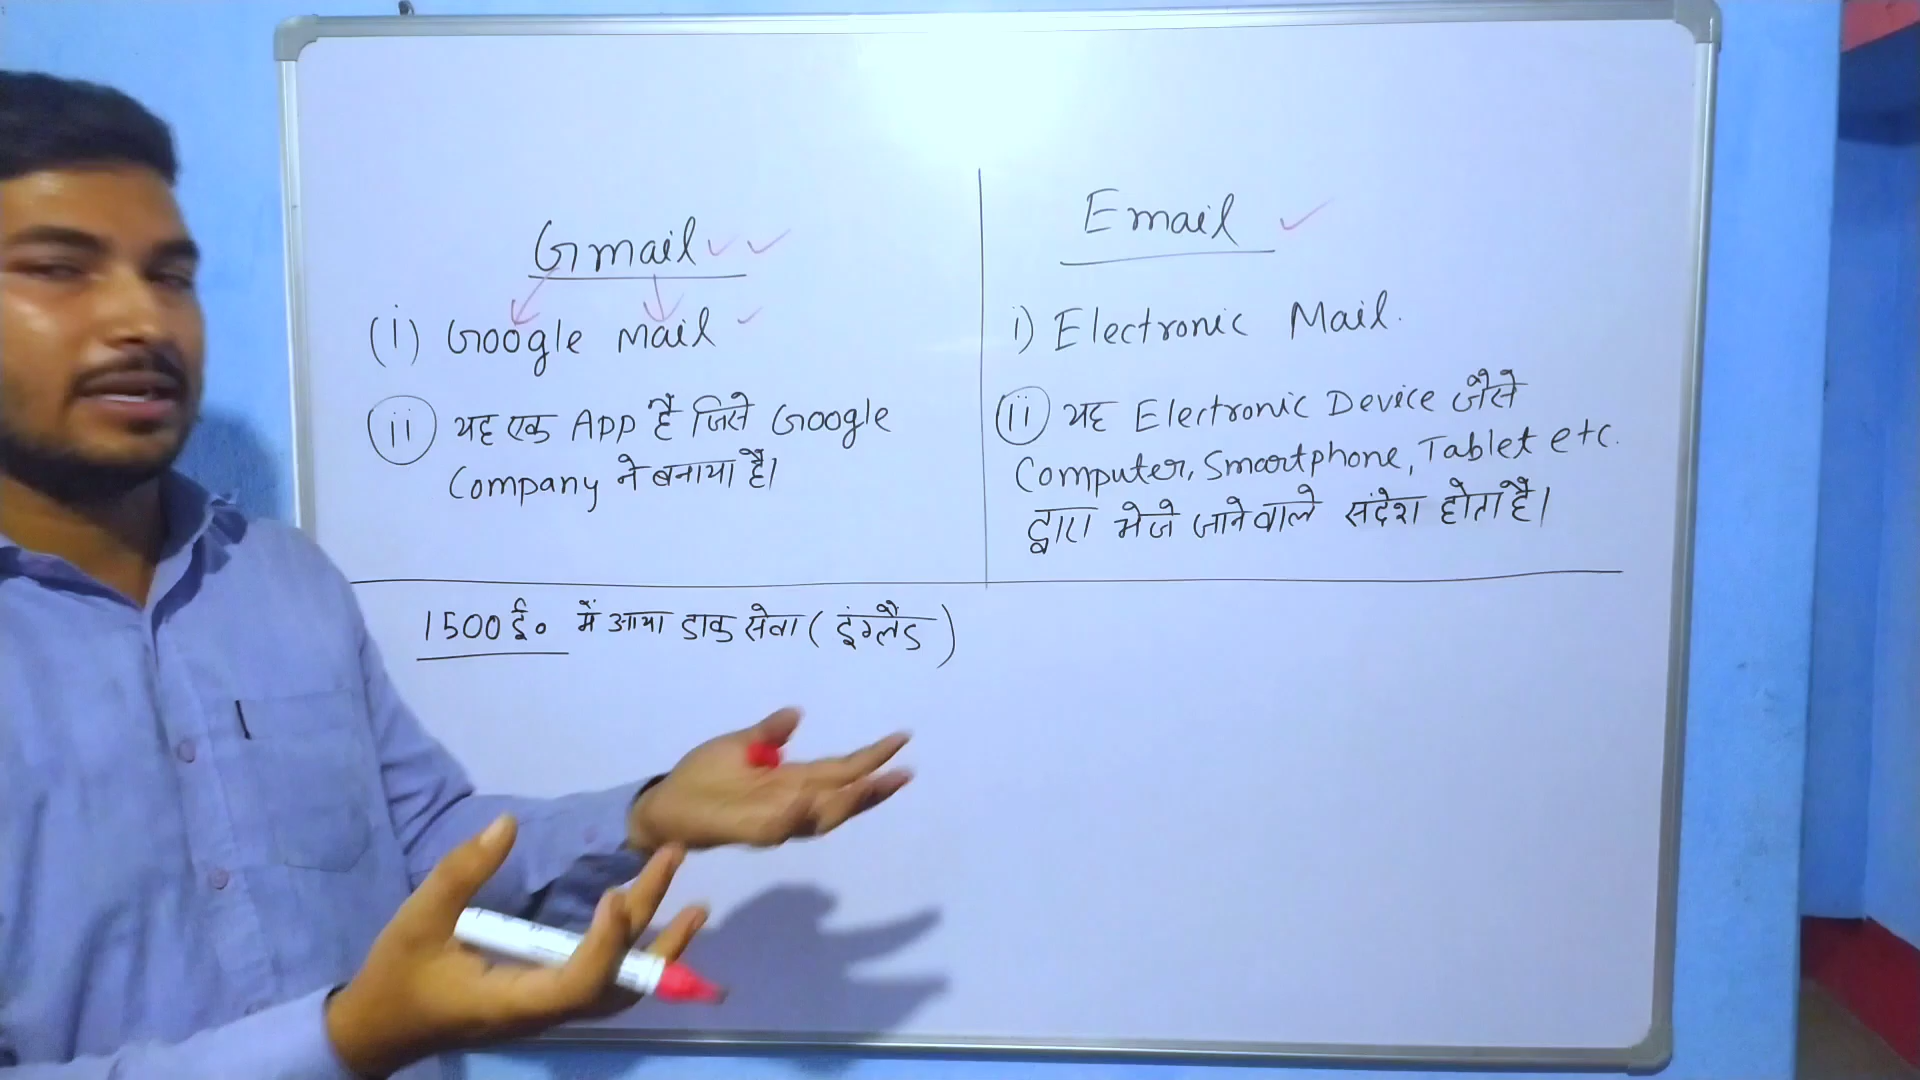 Gmail
(i) Google Mail
(ii) यह एक App है जिसे Google
Company ने बनाया है।
Email
i) Electronic Mail.
(ii) यह Electronic Device जैसे
Computer, Smartphone, Tablet etc.
द्वारा भेजे जाने वाले संदेश होता है।
1500 ई० में आया डाक सेवा (इंग्लैड)